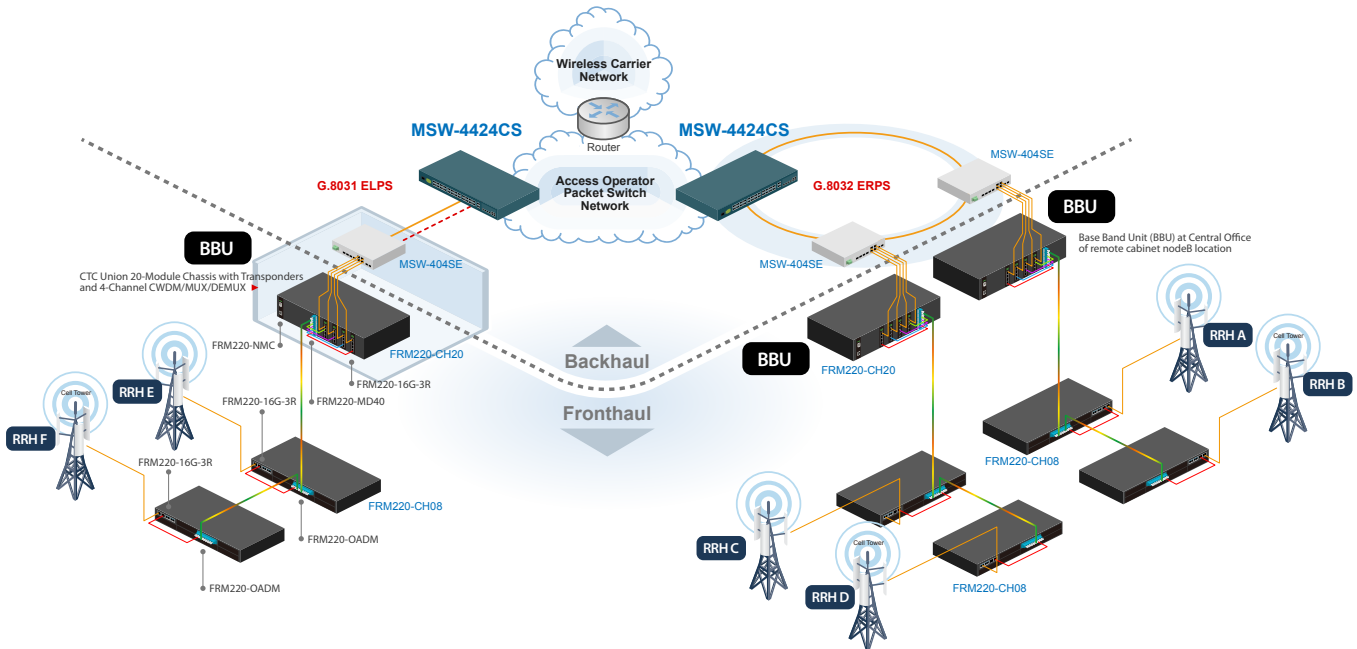 Wireless Carrier
Network
MSW-4424CS
MSW-4424CS
Router
MSW-404SE
G.8031 ELPS
Access Operator
Packet Switch
Network
G.8032 ERPS
BBU
BBU
Base Band Unit (BBU) at Central Office
of remote cabinet nodeB location
MSW-404SE
MSW-404SE
CTC Union 20-Module Chassis with Transponders
and 4-Channel CWDM/MUX/DEMUX
FRM220-NMC
FRM220-CH20
FRM220-16G-3R
FRM220-MD40
Backhaul
Fronthaul
BBU
FRM220-CH20
RRH A
Cell Tower
RRH B
RRH E
Cell Tower
RRH F
FRM220-16G-3R
FRM220-16G-3R
FRM220-CH08
FRM220-OADM
FRM220-OADM
FRM220-CH08
RRH C
Cell Tower
RRH D
FRM220-CH08